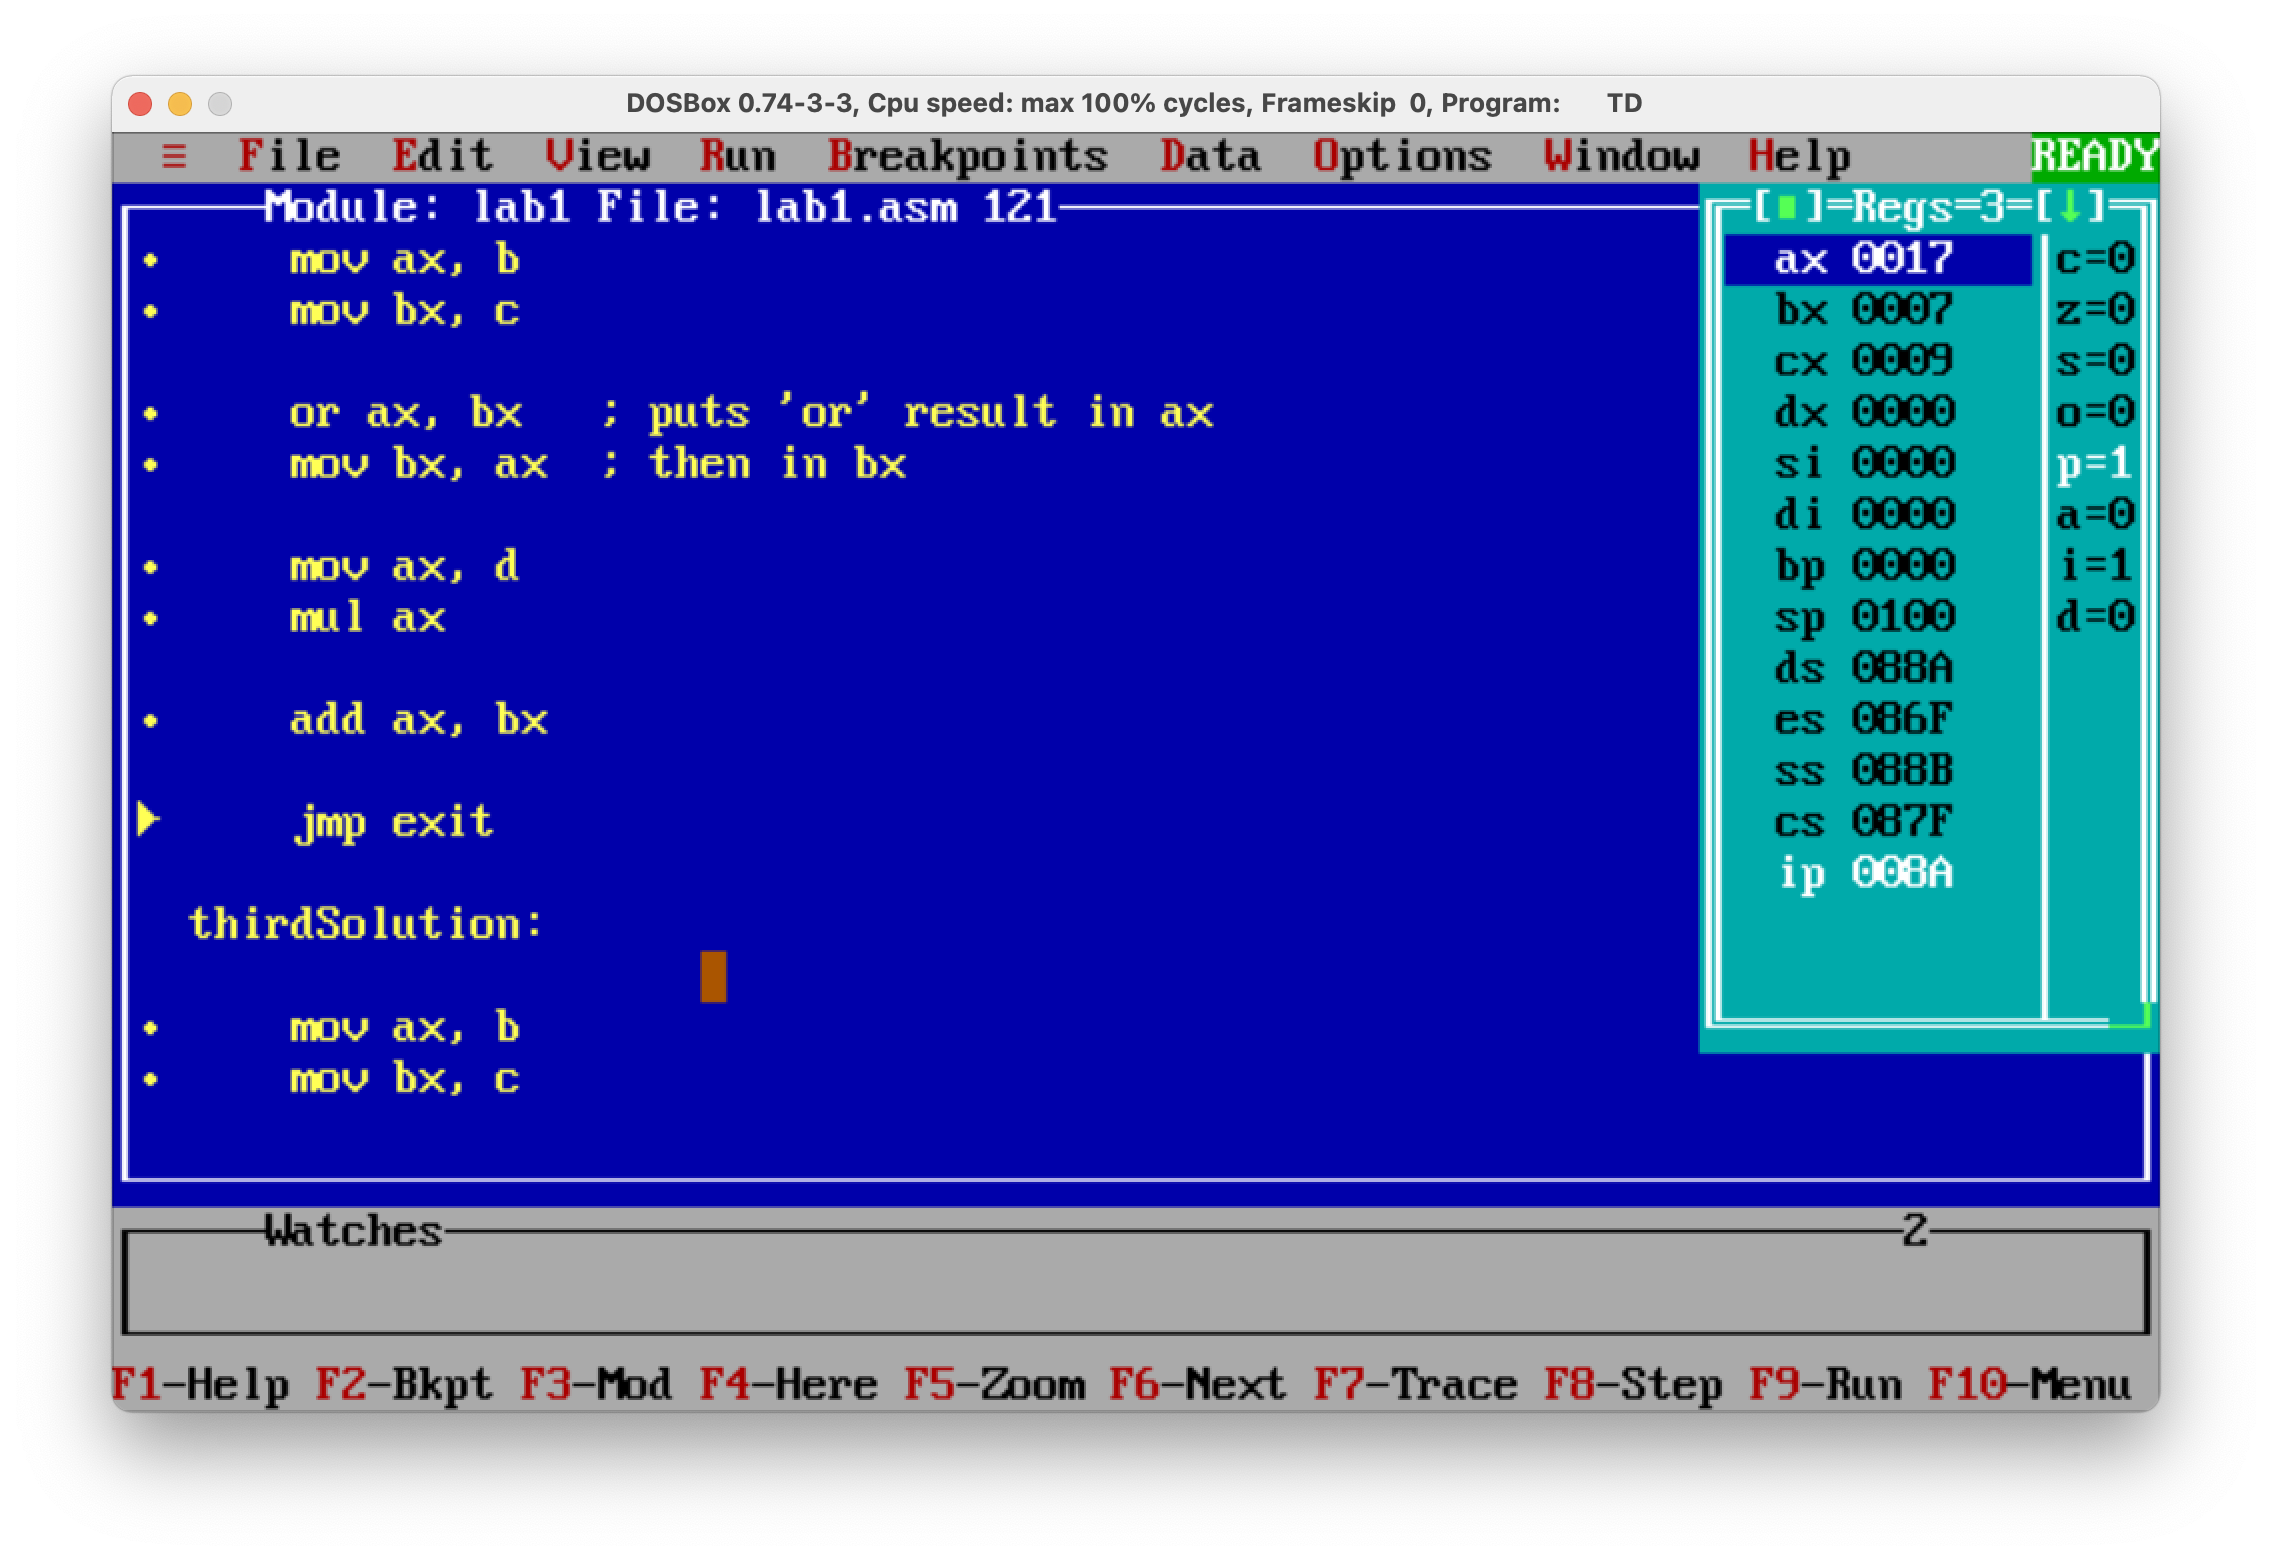 DOSBox 0.74-3-3, Cpu speed: max 100% cycles, Frameskip 0, Program: TD
≡ File Edit View Run Breakpoints Data Options Window Help READY
Module: lab1 File: lab1.asm 121
• mov ax, b
• mov bx, c
• or ax, bx ; puts 'or' result in ax
• mov bx, ax ; then in bx
• mov ax, d
• mul ax
• add ax, bx
► jmp exit
thirdSolution:
• mov ax, b
• mov bx, c
[■]=Regs=3=[↓]
ax 0017 c=0
bx 0007 z=0
cx 0009 s=0
dx 0000 o=0
si 0000 p=1
di 0000 a=0
bp 0000 i=1
sp 0100 d=0
ds 088A
es 086F
ss 088B
cs 087F
ip 008A
Watches 2
F1-Help F2-Bkpt F3-Mod F4-Here F5-Zoom F6-Next F7-Trace F8-Step F9-Run F10-Menu